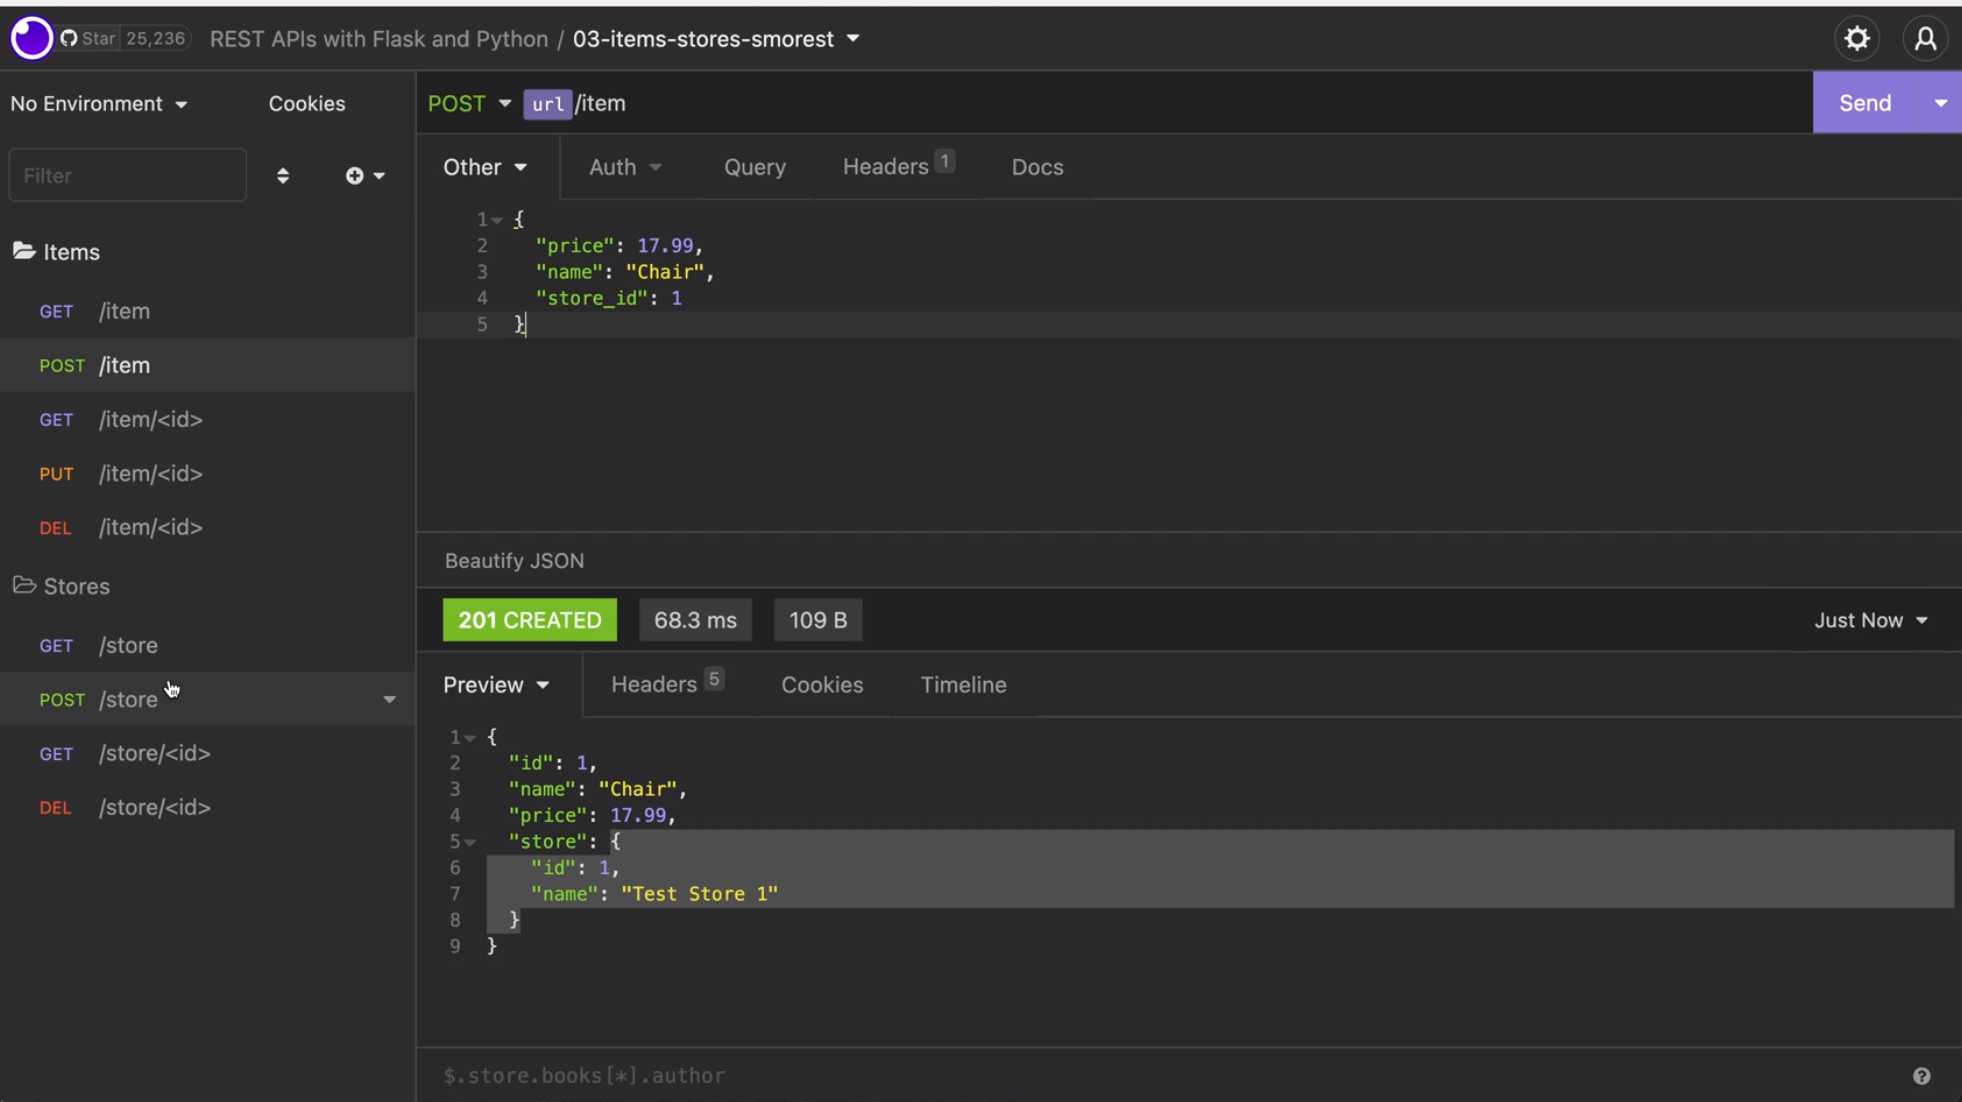 Star 25,236 REST APIs with Flask and Python / 03-items-stores-smorest
No Environment Cookies POST url /item Send
Filter
Other Auth Query Headers 1 Docs
Items
GET /item
POST /item
GET /item/<id>
PUT /item/<id>
DEL /item/<id>
Stores
GET /store
POST /store
GET /store/<id>
DEL /store/<id>
1 {
2 "price": 17.99,
3 "name": "Chair",
4 "store_id": 1
5 }
Beautify JSON
201 CREATED 68.3 ms 109 B Just Now
Preview Headers 5 Cookies Timeline
1 {
2 "id": 1,
3 "name": "Chair",
4 "price": 17.99,
5 "store": {
6 "id": 1,
7 "name": "Test Store 1"
8 }
9 }
$.store.books[*].author